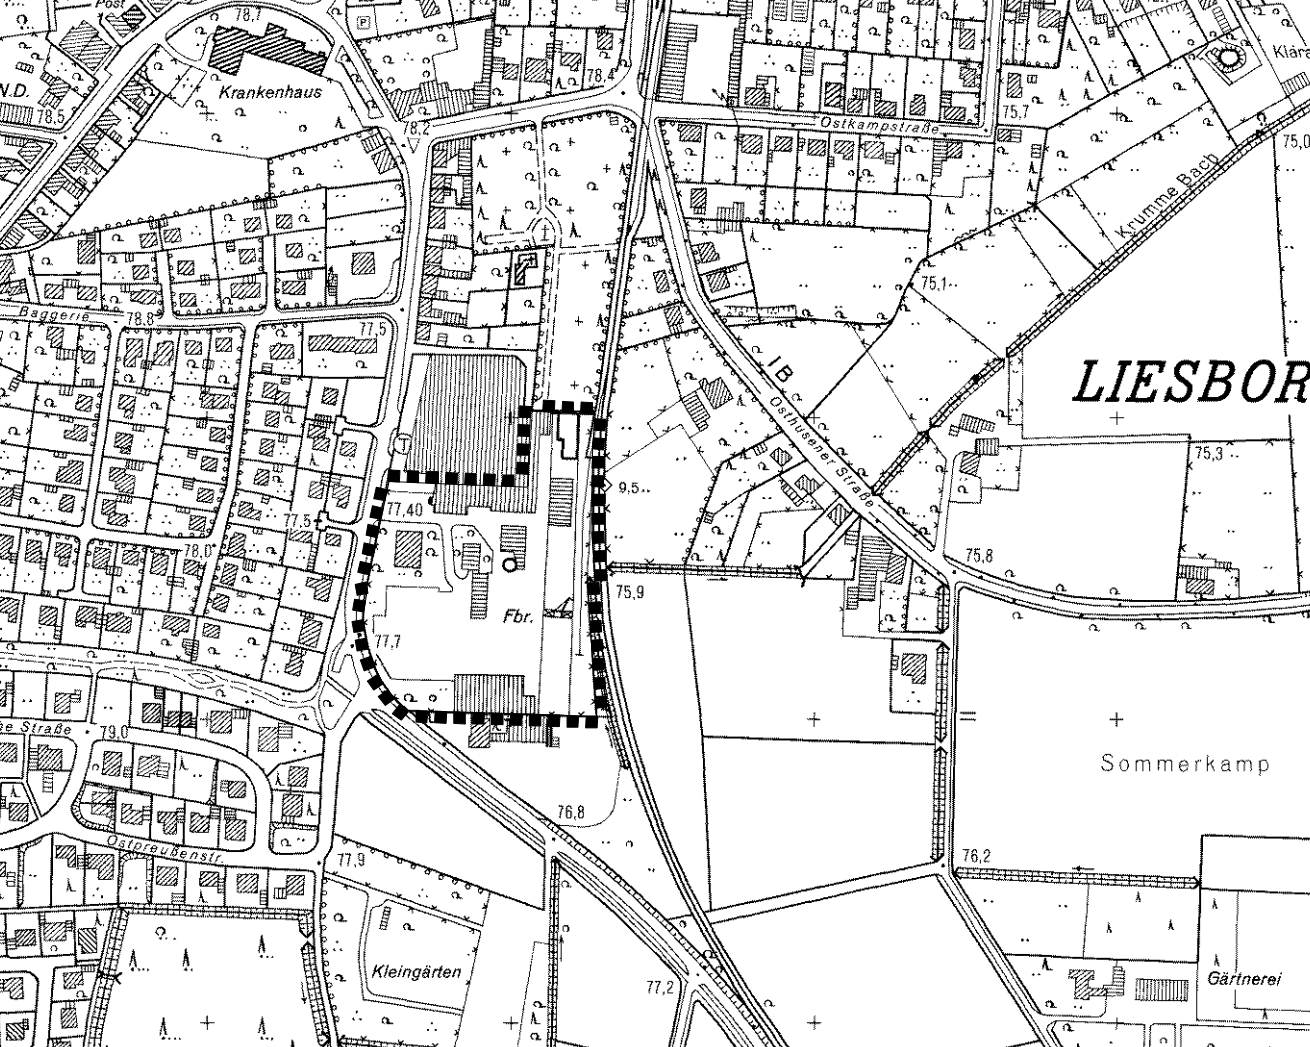 Post
78,7
P
Klära
N.D.
78,5
Krankenhaus
78,4
78,2
75,7
Ostkampstraße
75,0
Krumme Bach
75,1
Baggerie
78,8
77,5
LIESBOR
IB
Osthusener Straße
75,3
9,5
77,40
77,5
78,0
75,8
75,9
Fbr.
77,7
Straße
79,0
Sommerkamp
76,8
Ostpreußenstr.
77,9
76,2
Kleingärten
77,2
Gärtnerei